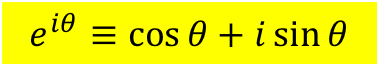 e^{iθ} ≡ cos θ + i sin θ